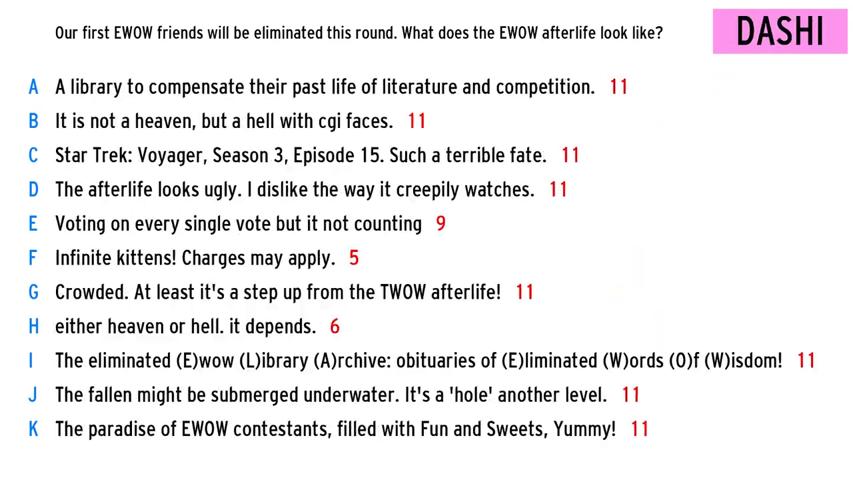 Our first EWOW friends will be eliminated this round. What does the EWOW afterlife look like?
DASHI
A A library to compensate their past life of literature and competition. 11
B It is not a heaven, but a hell with cgi faces. 11
C Star Trek: Voyager, Season 3, Episode 15. Such a terrible fate. 11
D The afterlife looks ugly. I dislike the way it creepily watches. 11
E Voting on every single vote but it not counting 9
F Infinite kittens! Charges may apply. 5
G Crowded. At least it's a step up from the TWOW afterlife! 11
H either heaven or hell. it depends. 6
I The eliminated (E)wow (L)ibrary (A)rchive: obituaries of (E)liminated (W)ords (O)f (W)isdom! 11
J The fallen might be submerged underwater. It's a 'hole' another level. 11
K The paradise of EWOW contestants, filled with Fun and Sweets, Yummy! 11